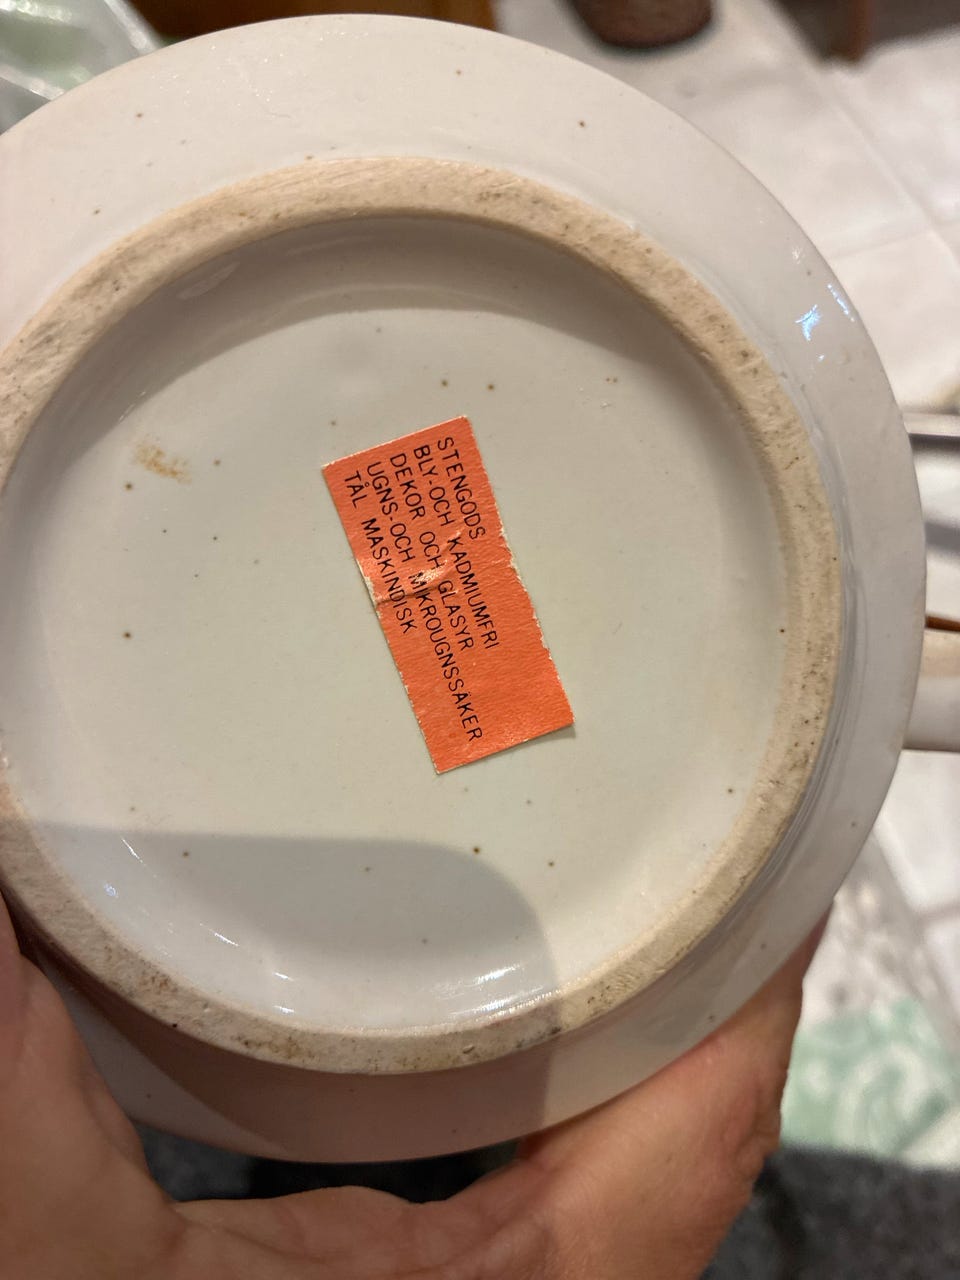 STENGODS
BLY-OCH KADMIUMFRI
DEKOR OCH GLASYR
UGNS-OCH MIKROUGNSSÄKER
TÅL MASKINDISK